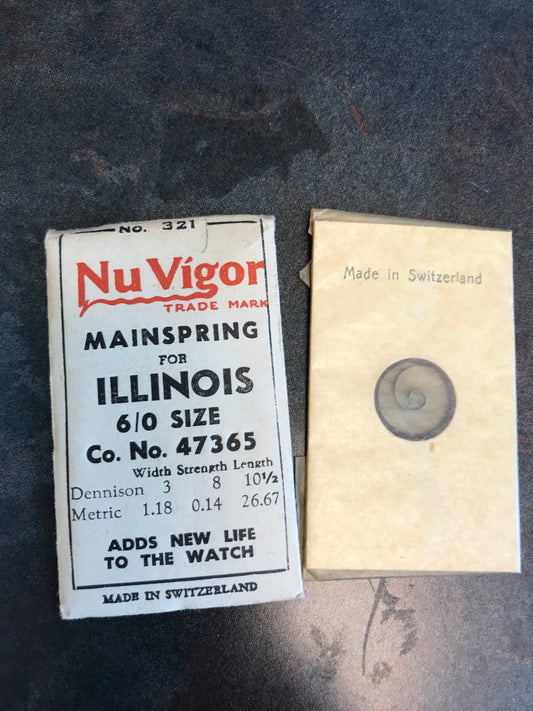 No. 321
Nu Vigor
TRADE MARK
MAINSPRING
FOR
ILLINOIS
6/0 SIZE
Co. No. 47365
Width Strength Length
Dennison 3 8 10½
Metric 1.18 0.14 26.67
ADDS NEW LIFE
TO THE WATCH
MADE IN SWITZERLAND
Made in Switzerland